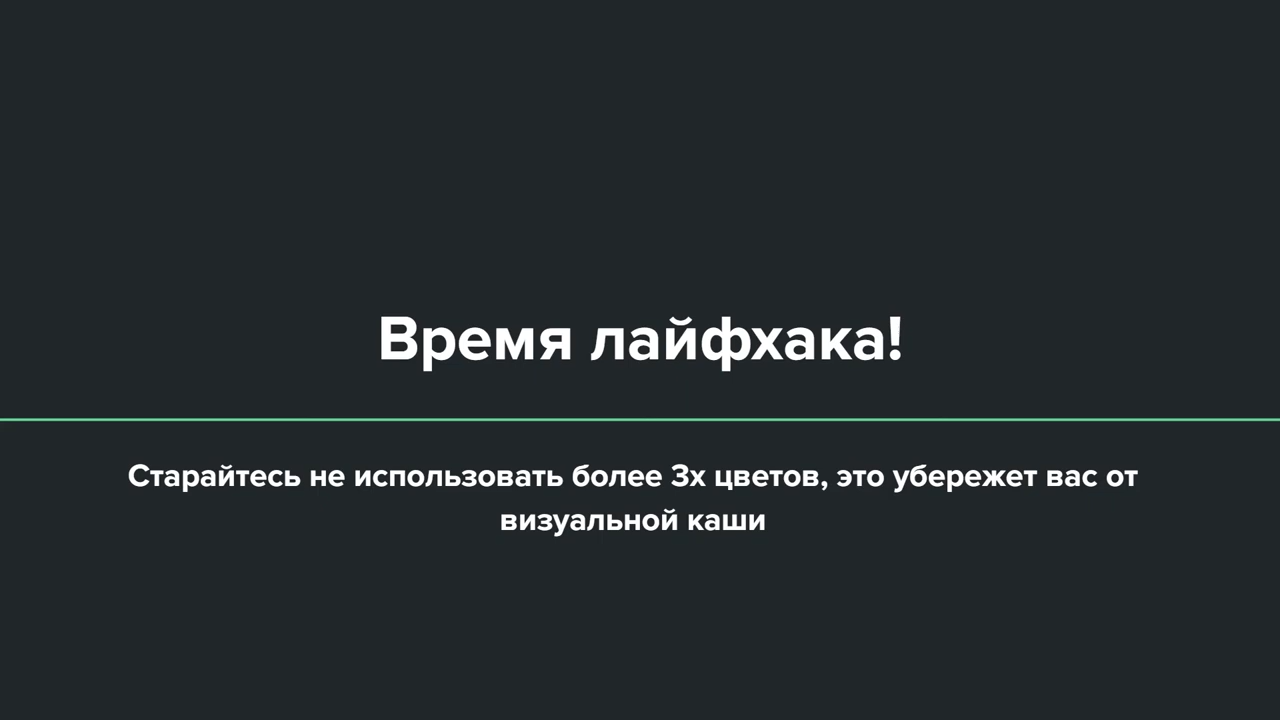 Время лайфхака!
Старайтесь не использовать более 3х цветов, это убережет вас от
визуальной каши